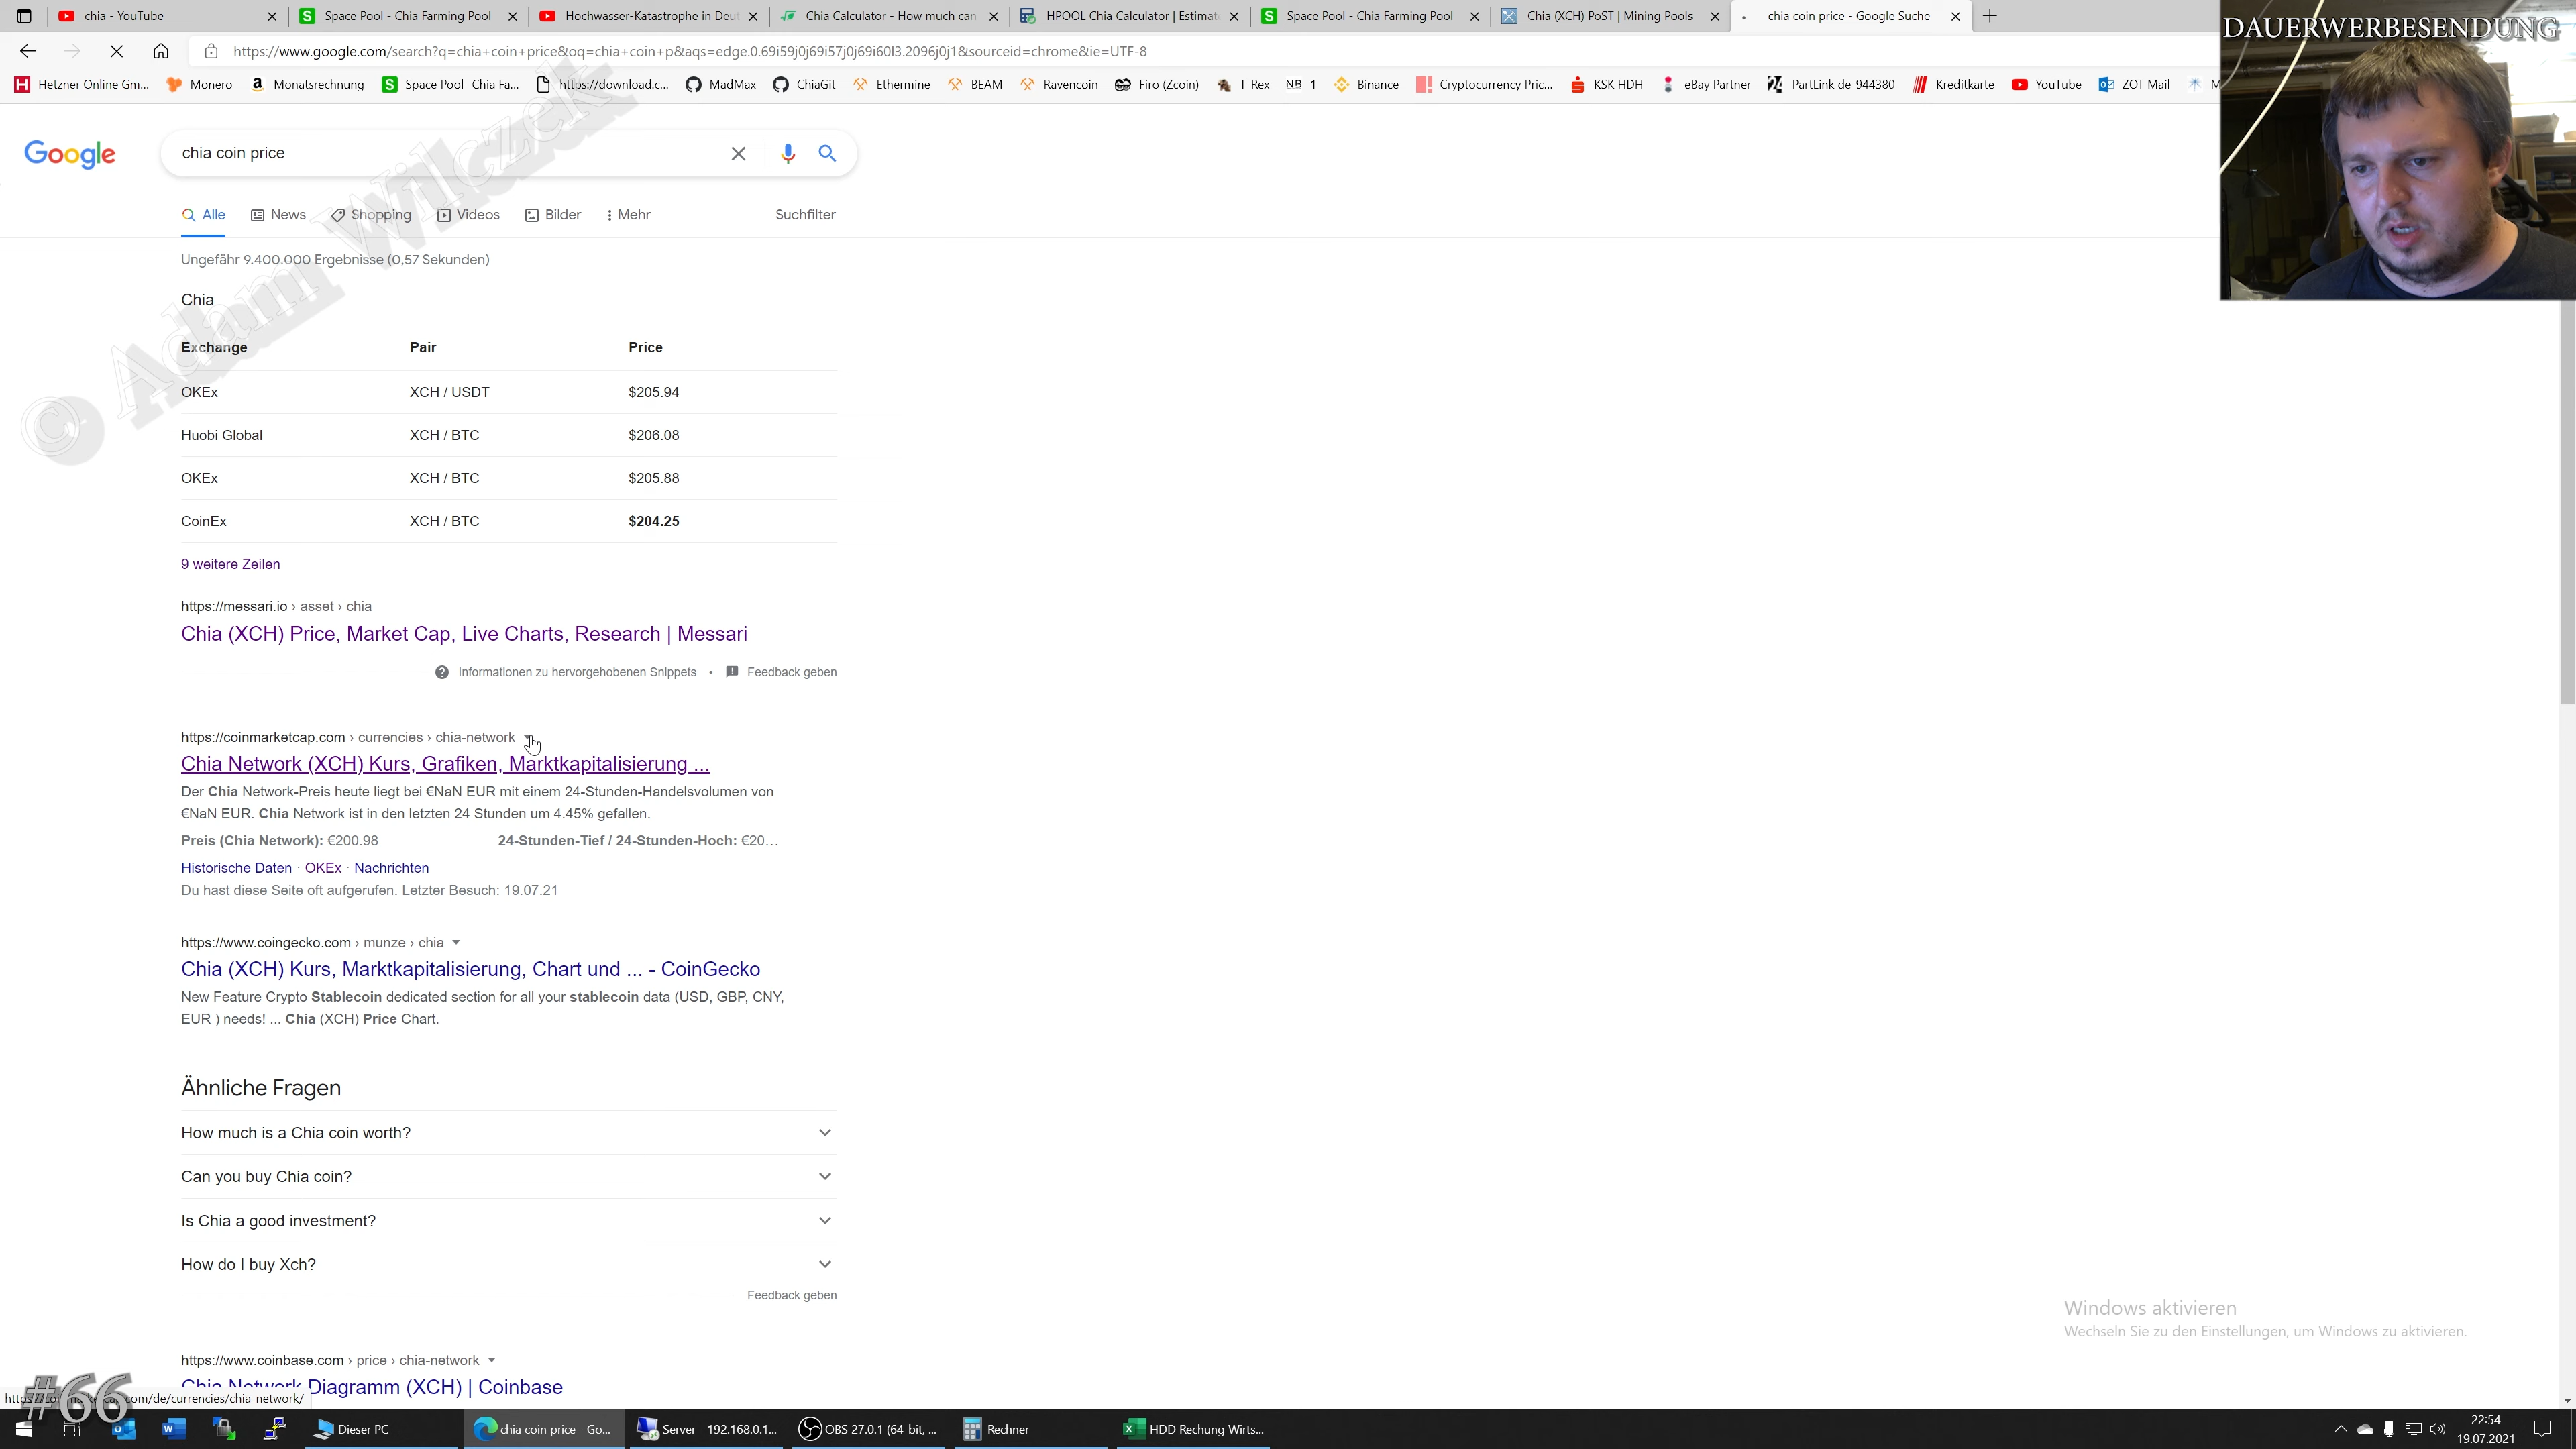 chia - YouTube
Space Pool - Chia Farming Pool
Hochwasser-Katastrophe in Deut
Chia Calculator - How much can
HPOOL Chia Calculator | Estimat
Space Pool - Chia Farming Pool
Chia (XCH) PoST | Mining Pools
chia coin price - Google Suche
DAUERWERBESENDUNG
https://www.google.com/search?q=chia+coin+price&oq=chia+coin+p&aqs=edge.0.69i59j0j69i57j0j69i60l3.2096j0j1&sourceid=chrome&ie=UTF-8
Hetzner Online Gm...
Monero
Monatsrechnung
Space Pool- Chia Fa...
https://download.c...
MadMax
ChiaGit
Ethermine
BEAM
Ravencoin
Firo (Zcoin)
T-Rex
NB 1
Binance
Cryptocurrency Pric...
KSK HDH
eBay Partner
PartLink de-944380
Kreditkarte
YouTube
ZOT Mail
M
Google
chia coin price
Alle
News
Shopping
Videos
Bilder
Mehr
Suchfilter
Ungefähr 9.400.000 Ergebnisse (0,57 Sekunden)
© Adam Wilczek
Chia
Exchange Pair Price
OKEx XCH / USDT $205.94
Huobi Global XCH / BTC $206.08
OKEx XCH / BTC $205.88
CoinEx XCH / BTC $204.25
9 weitere Zeilen
https://messari.io › asset › chia
Chia (XCH) Price, Market Cap, Live Charts, Research | Messari
Informationen zu hervorgehobenen Snippets • Feedback geben
https://coinmarketcap.com › currencies › chia-network
Chia Network (XCH) Kurs, Grafiken, Marktkapitalisierung ...
Der Chia Network-Preis heute liegt bei €NaN EUR mit einem 24-Stunden-Handelsvolumen von
€NaN EUR. Chia Network ist in den letzten 24 Stunden um 4.45% gefallen.
Preis (Chia Network): €200.98 24-Stunden-Tief / 24-Stunden-Hoch: €20...
Historische Daten · OKEx · Nachrichten
Du hast diese Seite oft aufgerufen. Letzter Besuch: 19.07.21
https://www.coingecko.com › munze › chia
Chia (XCH) Kurs, Marktkapitalisierung, Chart und ... - CoinGecko
New Feature Crypto Stablecoin dedicated section for all your stablecoin data (USD, GBP, CNY,
EUR ) needs! ... Chia (XCH) Price Chart.
Ähnliche Fragen
How much is a Chia coin worth?
Can you buy Chia coin?
Is Chia a good investment?
How do I buy Xch?
Feedback geben
Windows aktivieren
Wechseln Sie zu den Einstellungen, um Windows zu aktivieren.
https://www.coinbase.com › price › chia-network
Chia Network Diagramm (XCH) | Coinbase
.com/de/currencies/chia-network/
#66
Dieser PC
chia coin price - Go...
Server - 192.168.0.1...
OBS 27.0.1 (64-bit, ...
Rechner
HDD Rechung Wirts...
22:54
19.07.2021